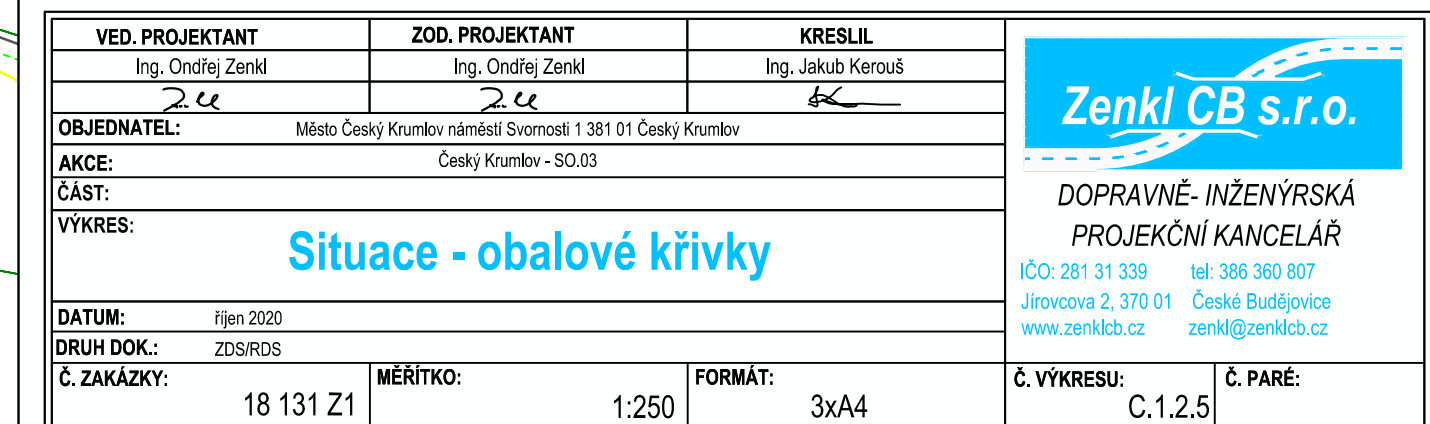 VED. PROJEKTANT ZOD. PROJEKTANT KRESLIL
Ing. Ondřej Zenkl Ing. Ondřej Zenkl Ing. Jakub Kerouš
OBJEDNATEL: Město Český Krumlov náměstí Svornosti 1 381 01 Český Krumlov
AKCE: Český Krumlov - SO.03
ČÁST:
VÝKRES: Situace - obalové křivky
DATUM: říjen 2020
DRUH DOK.: ZDS/RDS
Č. ZAKÁZKY: 18 131 Z1
MĚŘÍTKO: 1:250
FORMÁT: 3xA4
Zenkl CB s.r.o.
DOPRAVNĚ- INŽENÝRSKÁ
PROJEKČNÍ KANCELÁŘ
IČO: 281 31 339 tel: 386 360 807
Jírovcova 2, 370 01 České Budějovice
www.zenklcb.cz zenkl@zenklcb.cz
Č. VÝKRESU: C.1.2.5
Č. PARÉ: